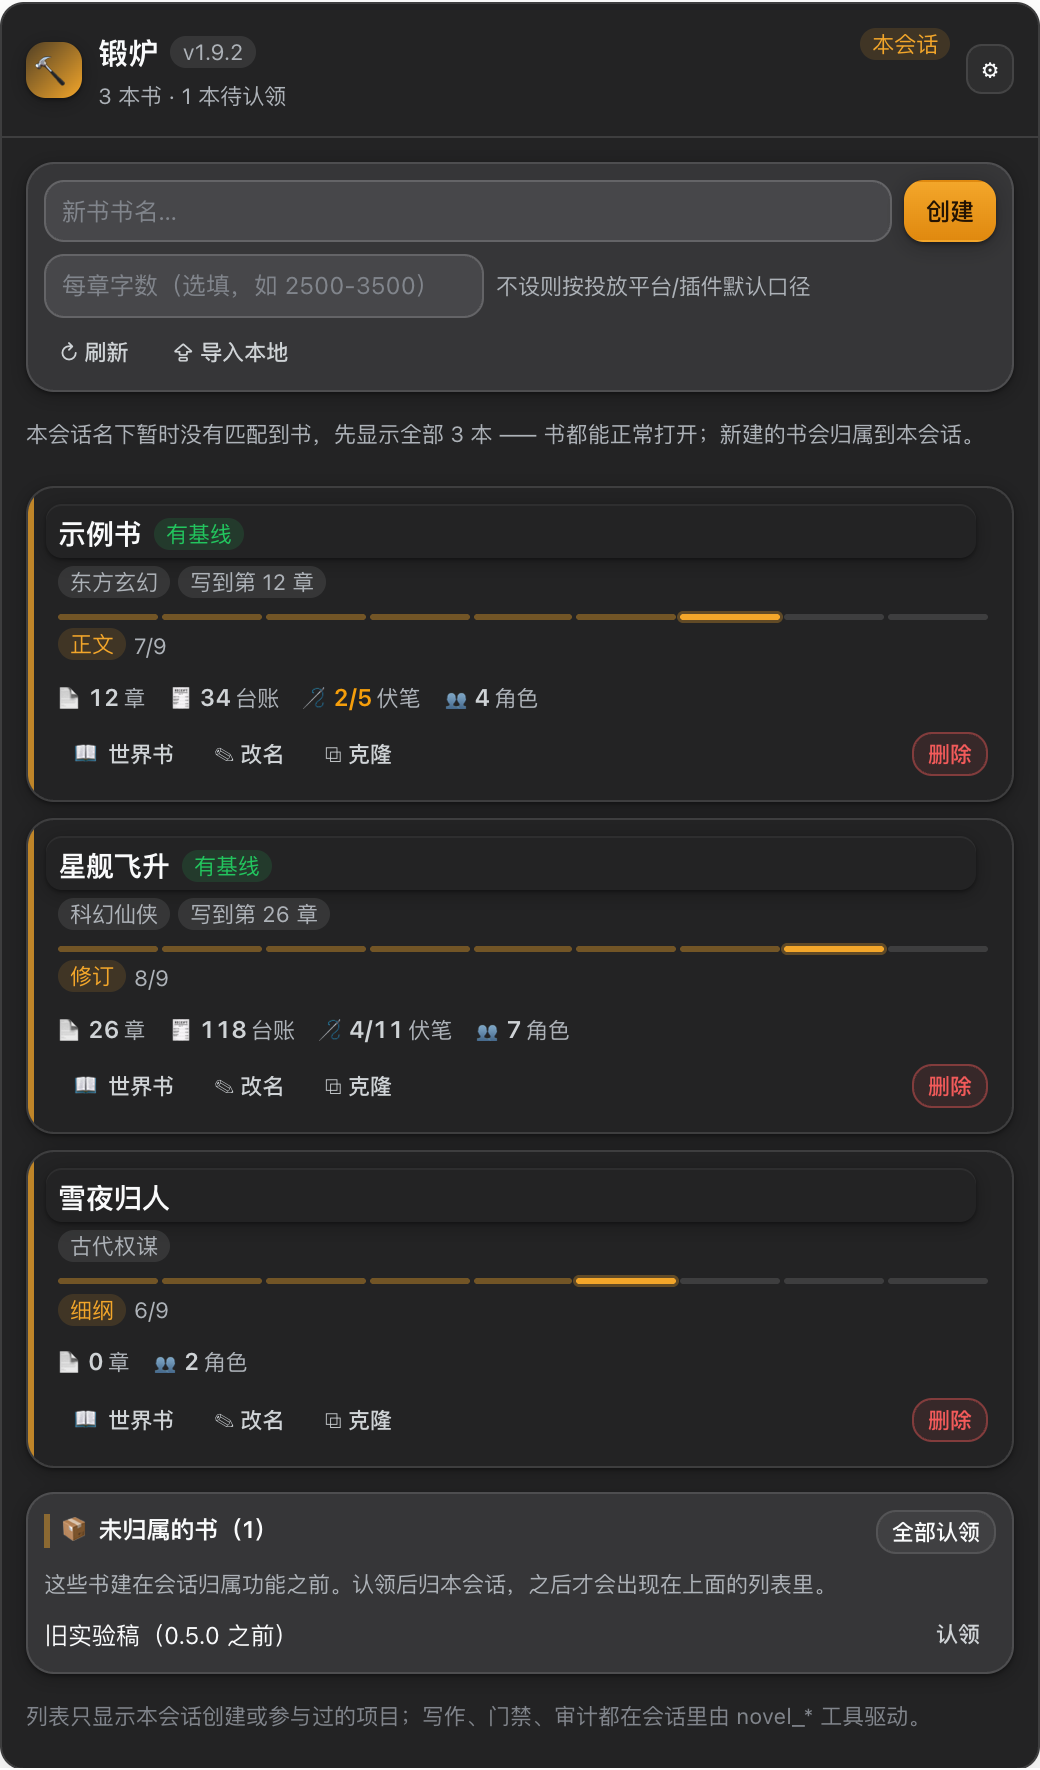 锻炉 v1.9.2
本会话
3 本书 · 1 本待认领
新书书名...
创建
每章字数（选填，如 2500-3500）
不设则按投放平台/插件默认口径
刷新 导入本地
本会话名下暂时没有匹配到书，先显示全部 3 本 —— 书都能正常打开；新建的书会归属到本会话。
示例书 有基线
东方玄幻 写到第 12 章
正文 7/9
12 章 34 台账 2/5 伏笔 4 角色
世界书 改名 克隆 删除
星舰飞升 有基线
科幻仙侠 写到第 26 章
修订 8/9
26 章 118 台账 4/11 伏笔 7 角色
世界书 改名 克隆 删除
雪夜归人
古代权谋
细纲 6/9
0 章 2 角色
世界书 改名 克隆 删除
未归属的书（1） 全部认领
这些书建在会话归属功能之前。认领后归本会话，之后才会出现在上面的列表里。
旧实验稿（0.5.0 之前） 认领
列表只显示本会话创建或参与过的项目；写作、门禁、审计都在会话里由 novel_* 工具驱动。